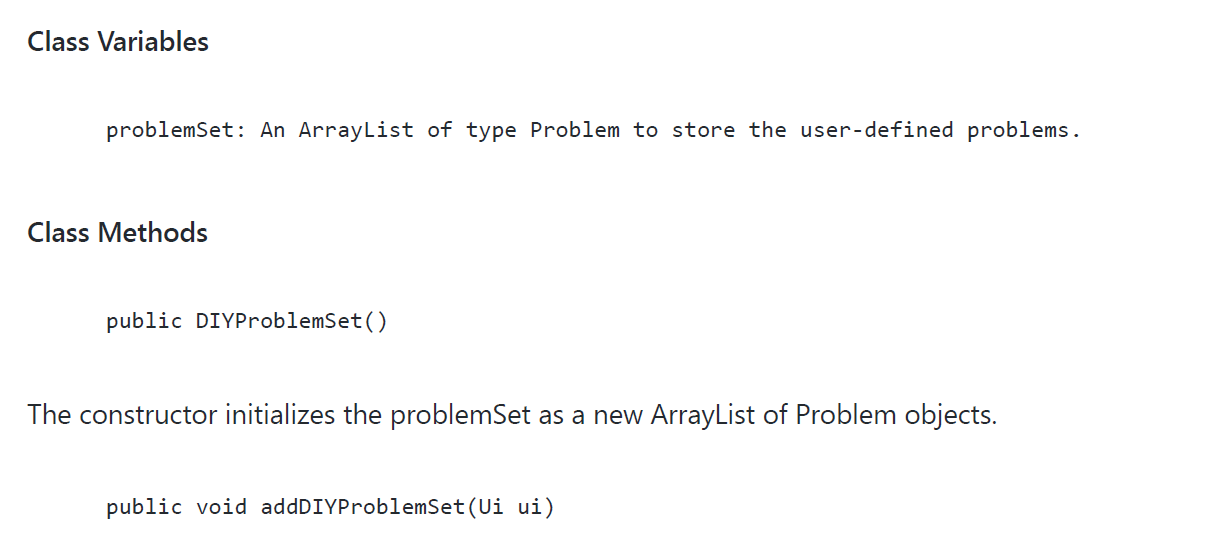 Class Variables
problemSet: An ArrayList of type Problem to store the user-defined problems.
Class Methods
public DIYProblemSet()
The constructor initializes the problemSet as a new ArrayList of Problem objects.
public void addDIYProblemSet(Ui ui)